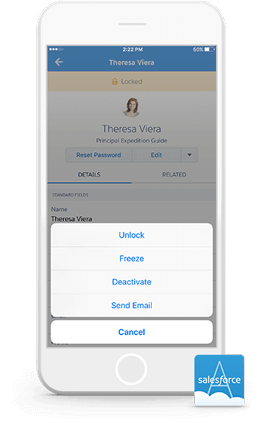 2:22 PM
50%
Theresa Viera
Locked
Theresa Viera
Principal Expedition Guide
Reset Password Edit
DETAILS RELATED
STANDARD FIELDS
Name
Theresa Viera
Unlock
Freeze
Deactivate
Send Email
Cancel
salesforce